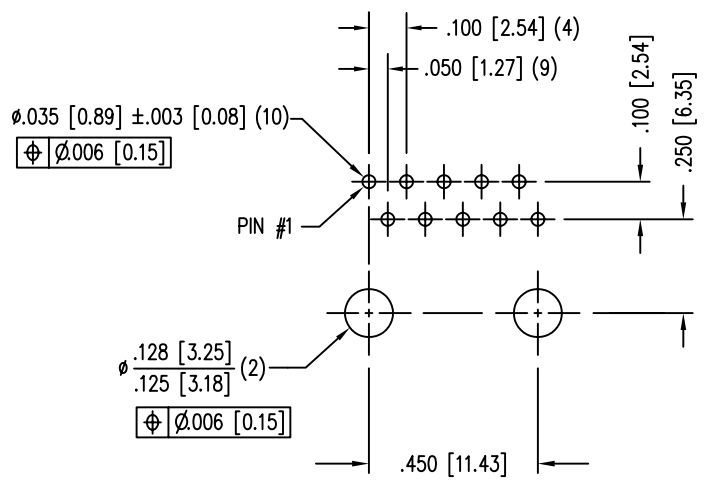 .100 [2.54] (4)
.050 [1.27] (9)
⌀.035 [0.89] ±.003 [0.08] (10)
⌖ ⌀.006 [0.15]
.100 [2.54]
.250 [6.35]
PIN #1
⌀ .128 [3.25]
.125 [3.18] (2)
⌖ ⌀.006 [0.15]
.450 [11.43]